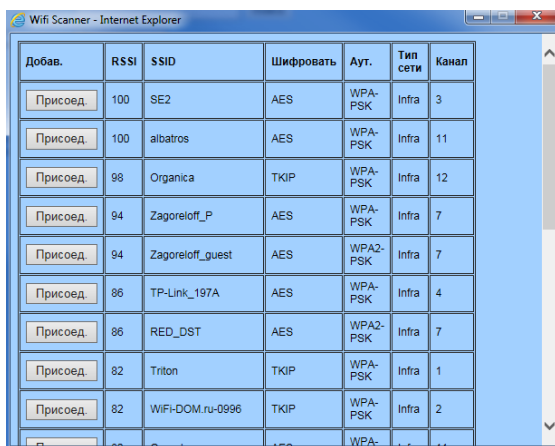 Wifi Scanner - Internet Explorer
Добав. RSSI SSID Шифровать Аут. Тип сети Канал
Присоед. 100 SE2 AES WPA-PSK Infra 3
Присоед. 100 albatros AES WPA-PSK Infra 11
Присоед. 98 Organica TKIP WPA-PSK Infra 12
Присоед. 94 Zagoreloff_P AES WPA-PSK Infra 7
Присоед. 94 Zagoreloff_guest AES WPA2-PSK Infra 7
Присоед. 86 TP-Link_197A AES WPA-PSK Infra 4
Присоед. 86 RED_DST AES WPA2-PSK Infra 7
Присоед. 82 Triton TKIP WPA-PSK Infra 1
Присоед. 82 WiFi-DOM.ru-0996 TKIP WPA-PSK Infra 2
WPA-